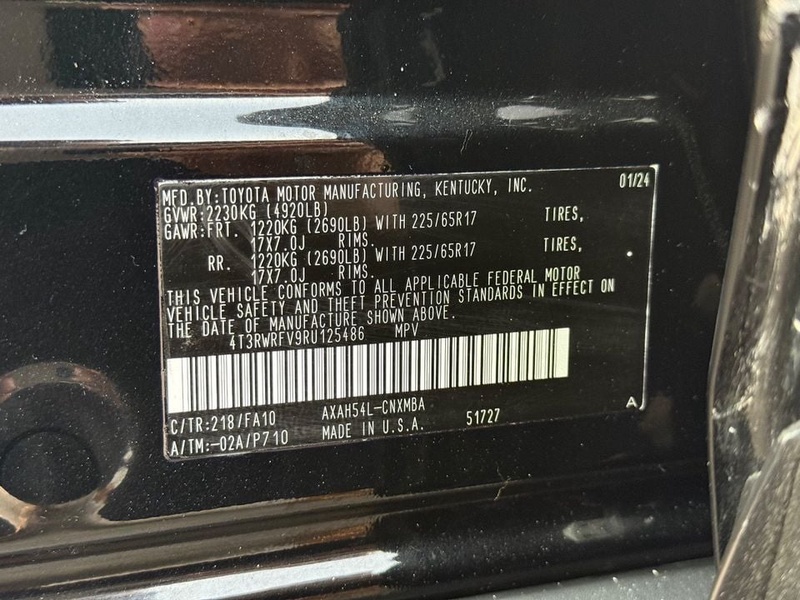 MFD.BY:TOYOTA MOTOR MANUFACTURING, KENTUCKY, INC. 01/24
GVWR:2230KG (4920LB)
GAWR:FRT. 1220KG (2690LB) WITH 225/65R17 TIRES,
17X7.0J RIMS.
RR. 1220KG (2690LB) WITH 225/65R17 TIRES,
17X7.0J RIMS.
THIS VEHICLE CONFORMS TO ALL APPLICABLE FEDERAL MOTOR
VEHICLE SAFETY AND THEFT PREVENTION STANDARDS IN EFFECT ON
THE DATE OF MANUFACTURE SHOWN ABOVE.
4T3RWRFV9RU125486 MPV
C/TR:218/FA10 AXAH54L-CNXMBA A
A/TM:-02A/P710 MADE IN U.S.A. 51727